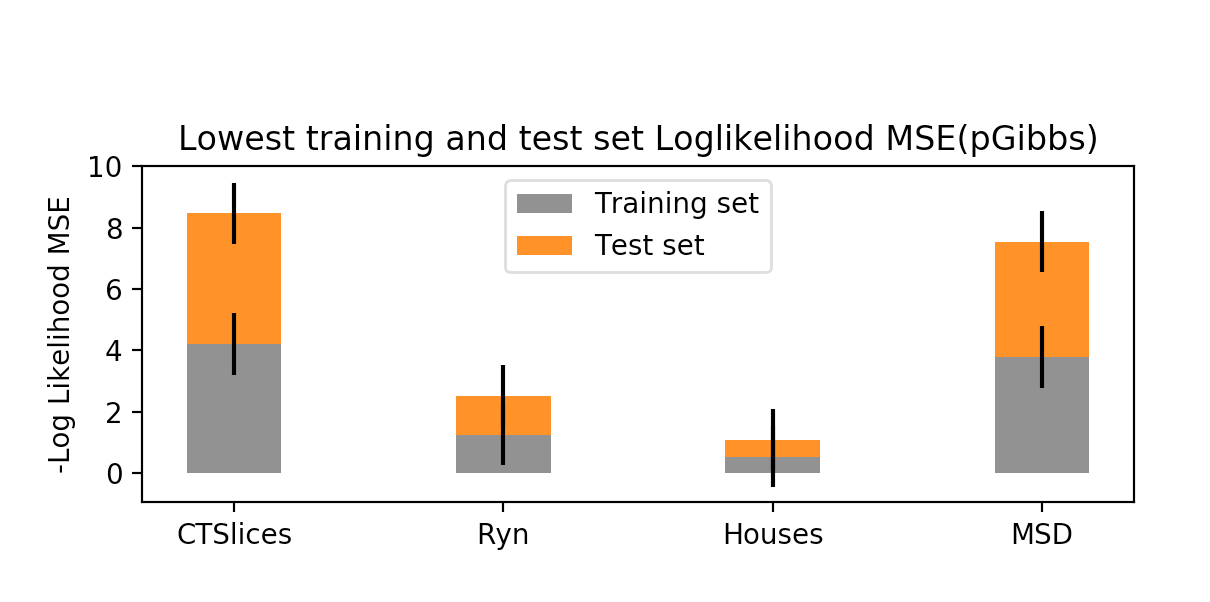 Lowest training and test set Loglikelihood MSE(pGibbs)
-Log Likelihood MSE
10
8
6
4
2
0
Training set
Test set
CTSlices
Ryn
Houses
MSD